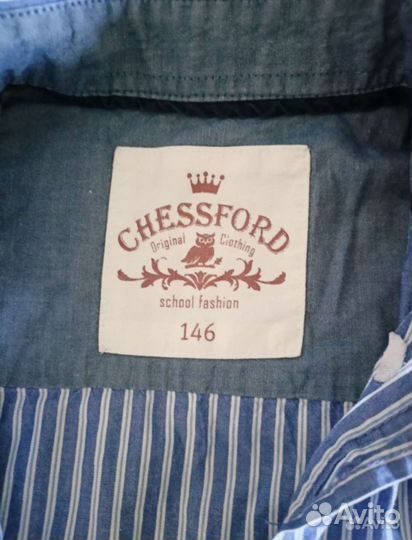 CHESSFORD
Original Clothing
school fashion
146
Avito